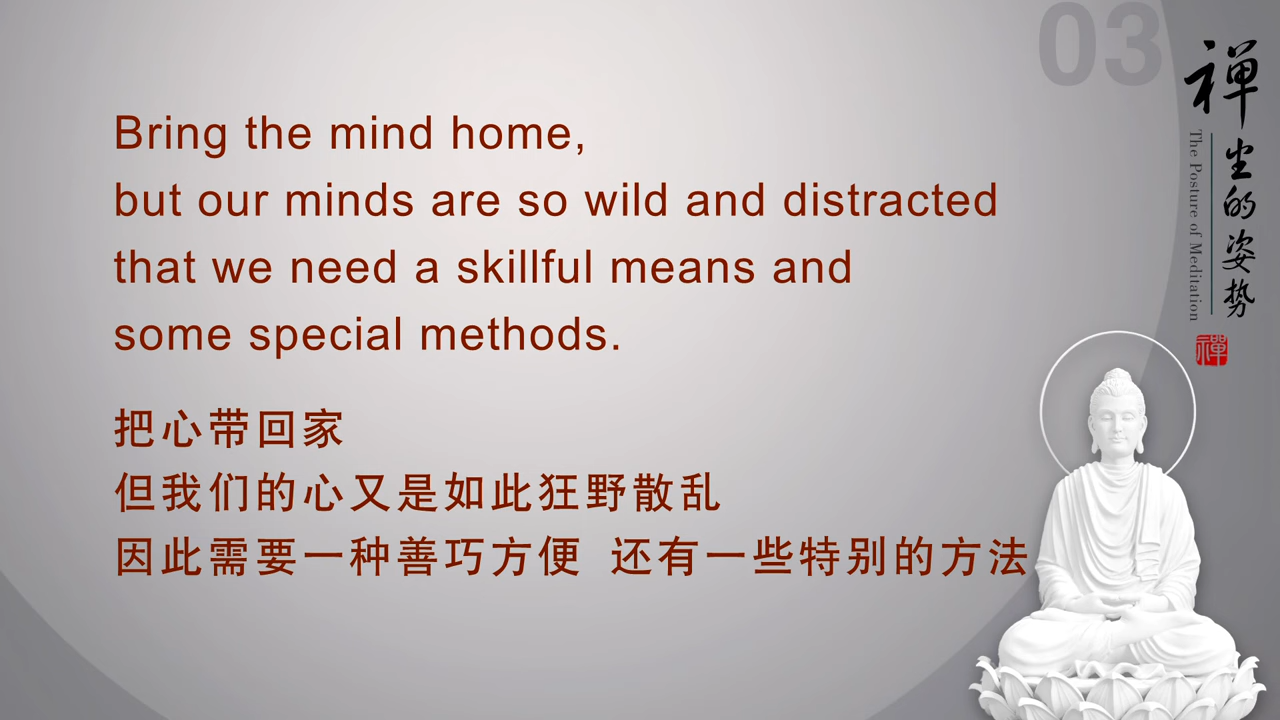 03
Bring the mind home,
but our minds are so wild and distracted
that we need a skillful means and
some special methods.
把心带回家
但我们的心又是如此狂野散乱
因此需要一种善巧方便 还有一些特别的方法
禅坐的姿势
The Posture of Meditation
禪